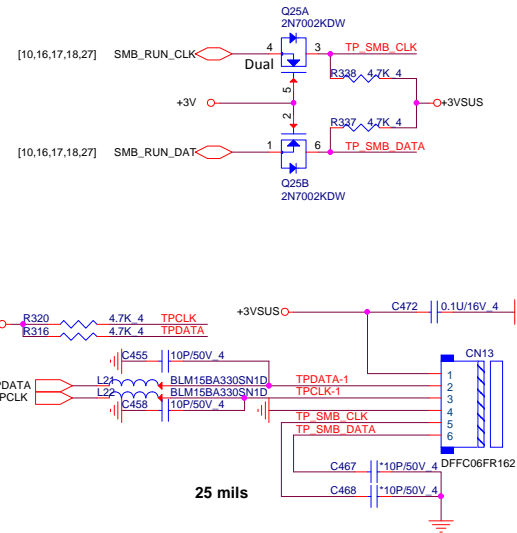 Q25A
2N7002KDW
[10,16,17,18,27] SMB_RUN_CLK 4 3 TP_SMB_CLK
Dual
R338 4.7K_4
5
+3V +3VSUS
2
R337 4.7K_4
[10,16,17,18,27] SMB_RUN_DAT 1 6 TP_SMB_DATA
Q25B
2N7002KDW
+3VSUS C472 0.1U/16V_4
R320 4.7K_4 TPCLK
R316 4.7K_4 TPDATA
CN13
C455 10P/50V_4
1
PDATA L21 BLM15BA330SN1D TPDATA-1 2
PCLK L22 BLM15BA330SN1D TPCLK-1 3
C458 10P/50V_4 4
TP_SMB_CLK 5
TP_SMB_DATA 6
DFFC06FR162
C467 *10P/50V_4
25 mils C468 *10P/50V_4